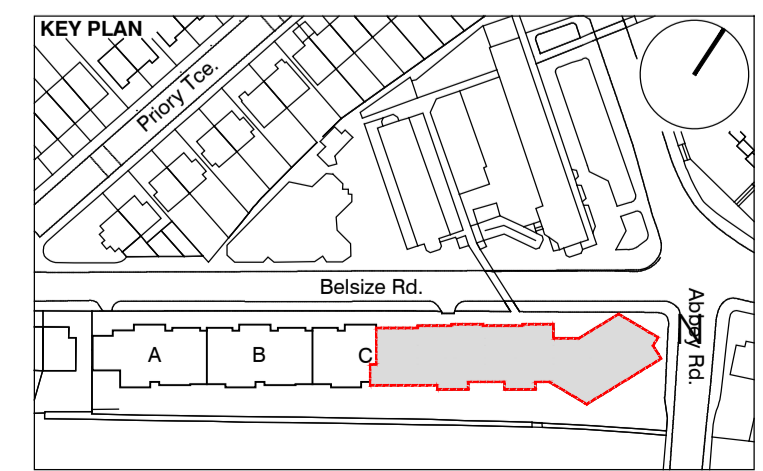 KEY PLAN
Priory Tce.
Belsize Rd.
A
B
C
Abbey Rd.
N